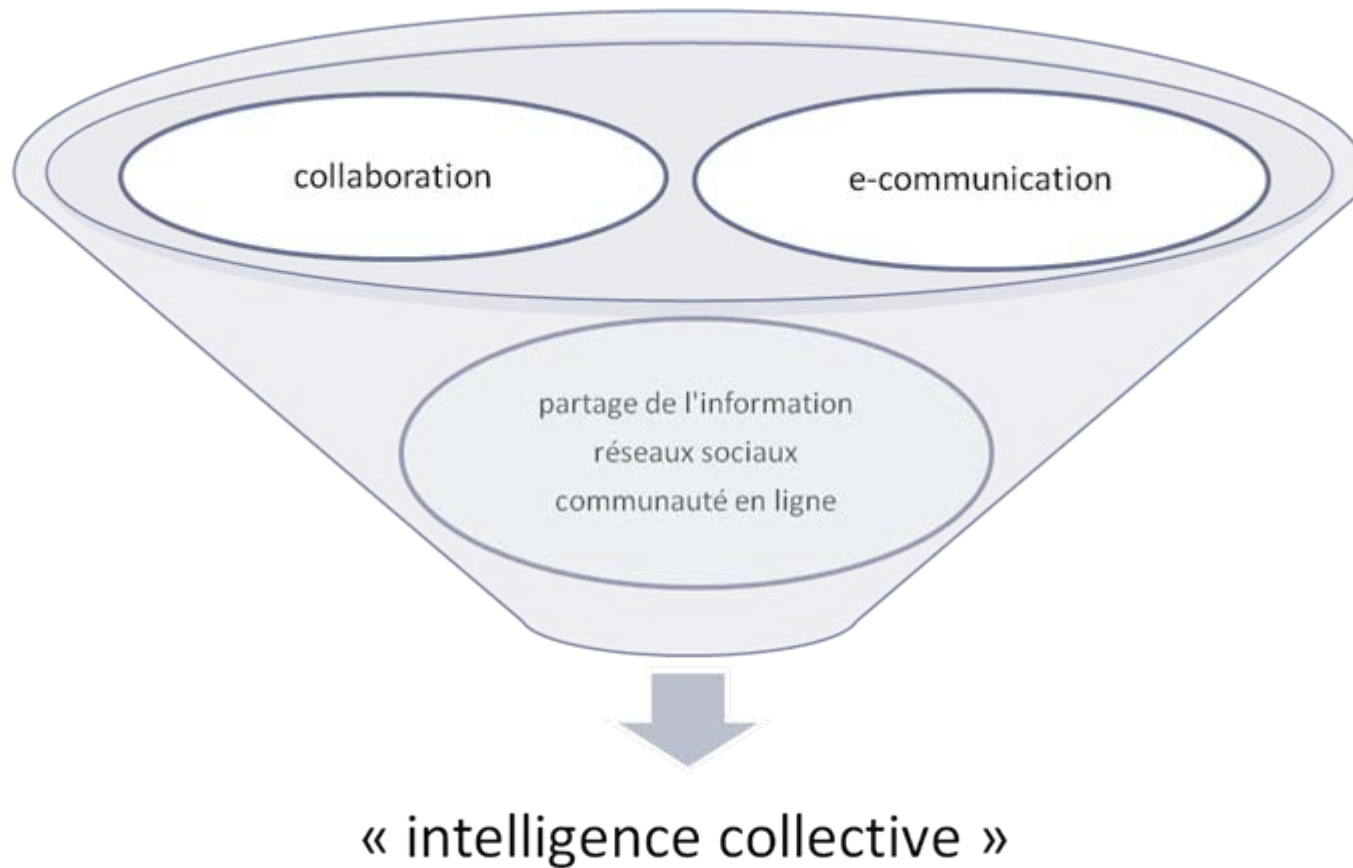 collaboration
e-communication
partage de l'information
réseaux sociaux
communauté en ligne
« intelligence collective »